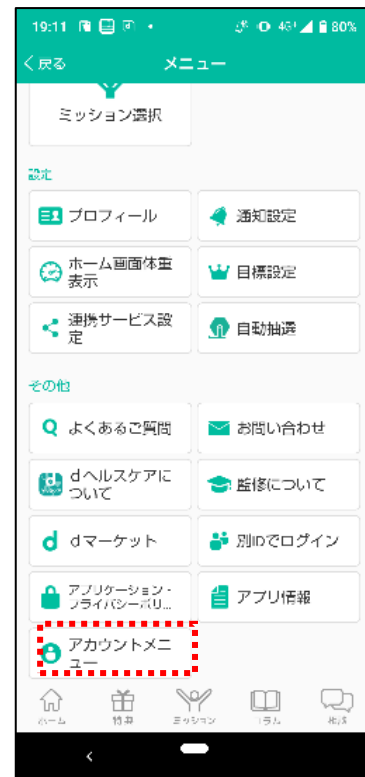 19:11
4G+
80%
戻る
メニュー
ミッション選択
設定
プロフィール
通知設定
ホーム画面体重
表示
目標設定
連携サービス設
定
自動抽選
その他
よくあるご質問
お問い合わせ
dヘルスケアに
ついて
監修について
d dマーケット
別IDでログイン
アプリケーション・
プライバシーポリ...
アプリ情報
アカウントメニ
ュー
ホーム
特典
ミッション
コラム
相談